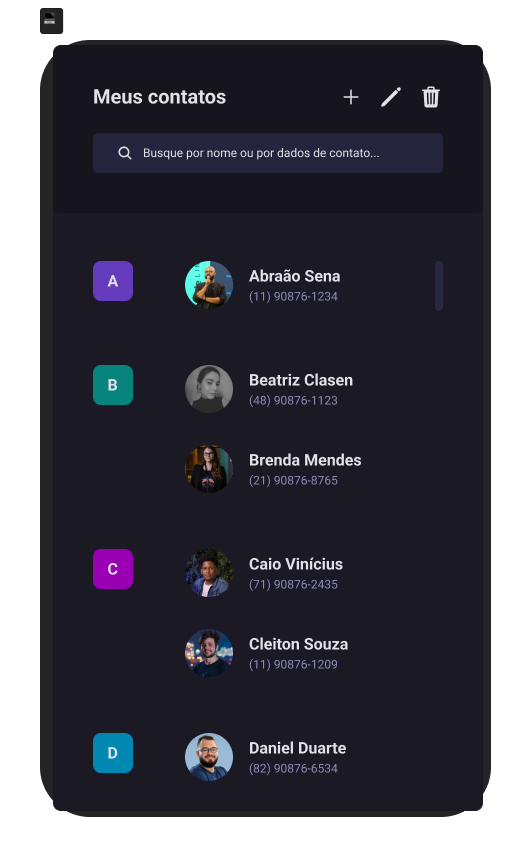 Meus contatos
Busque por nome ou por dados de contato...
A
Abraão Sena
(11) 90876-1234
B
Beatriz Clasen
(48) 90876-1123
Brenda Mendes
(21) 90876-8765
C
Caio Vinícius
(71) 90876-2435
Cleiton Souza
(11) 90876-1209
D
Daniel Duarte
(82) 90876-6534